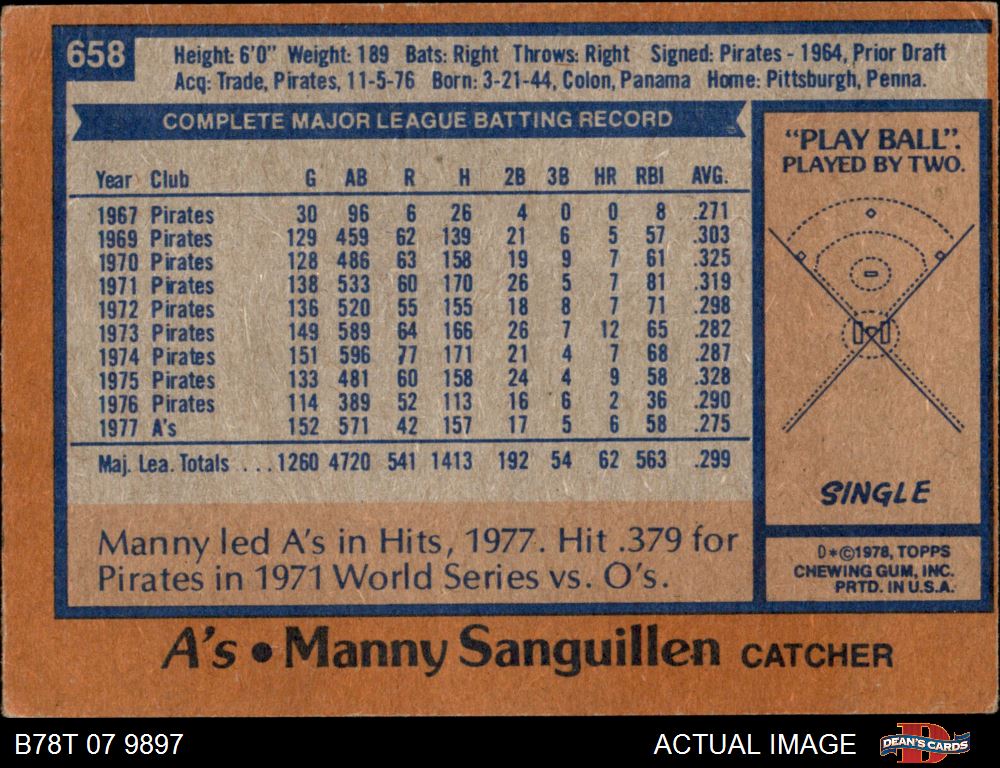 658
Height: 6'0" Weight: 189 Bats: Right Throws: Right Signed: Pirates - 1964, Prior Draft
Acq: Trade, Pirates, 11-5-76 Born: 3-21-44, Colon, Panama Home: Pittsburgh, Penna.
COMPLETE MAJOR LEAGUE BATTING RECORD
Year Club G AB R H 2B 3B HR RBI AVG.
1967 Pirates 30 96 6 26 4 0 0 8 .271
1969 Pirates 129 459 62 139 21 6 5 57 .303
1970 Pirates 128 486 63 158 19 9 7 61 .325
1971 Pirates 138 533 60 170 26 5 7 81 .319
1972 Pirates 136 520 55 155 18 8 7 71 .298
1973 Pirates 149 589 64 166 26 7 12 65 .282
1974 Pirates 151 596 77 171 21 4 7 68 .287
1975 Pirates 133 481 60 158 24 4 9 58 .328
1976 Pirates 114 389 52 113 16 6 2 36 .290
1977 A's 152 571 42 157 17 5 6 58 .275
Maj. Lea. Totals ....1260 4720 541 1413 192 54 62 563 .299
Manny led A's in Hits, 1977. Hit .379 for
Pirates in 1971 World Series vs. O's.
"PLAY BALL".
PLAYED BY TWO.
SINGLE
D*©1978, TOPPS
CHEWING GUM, INC.
PRTD. IN U.S.A.
A's • Manny Sanguillen CATCHER
B78T 07 9897
ACTUAL IMAGE
DEAN'S CARDS